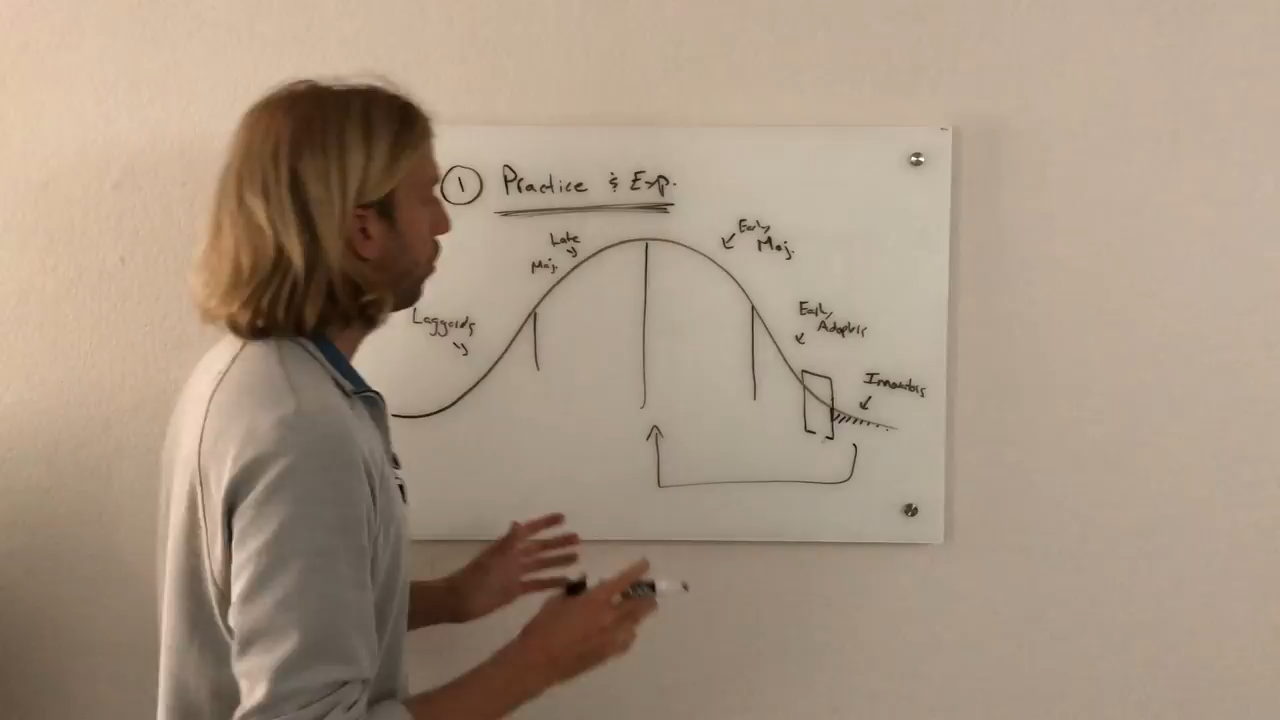 ① Practice & Exp.
Late
Maj.
Early
Maj.
Laggards
Early
Adopters
Innovators